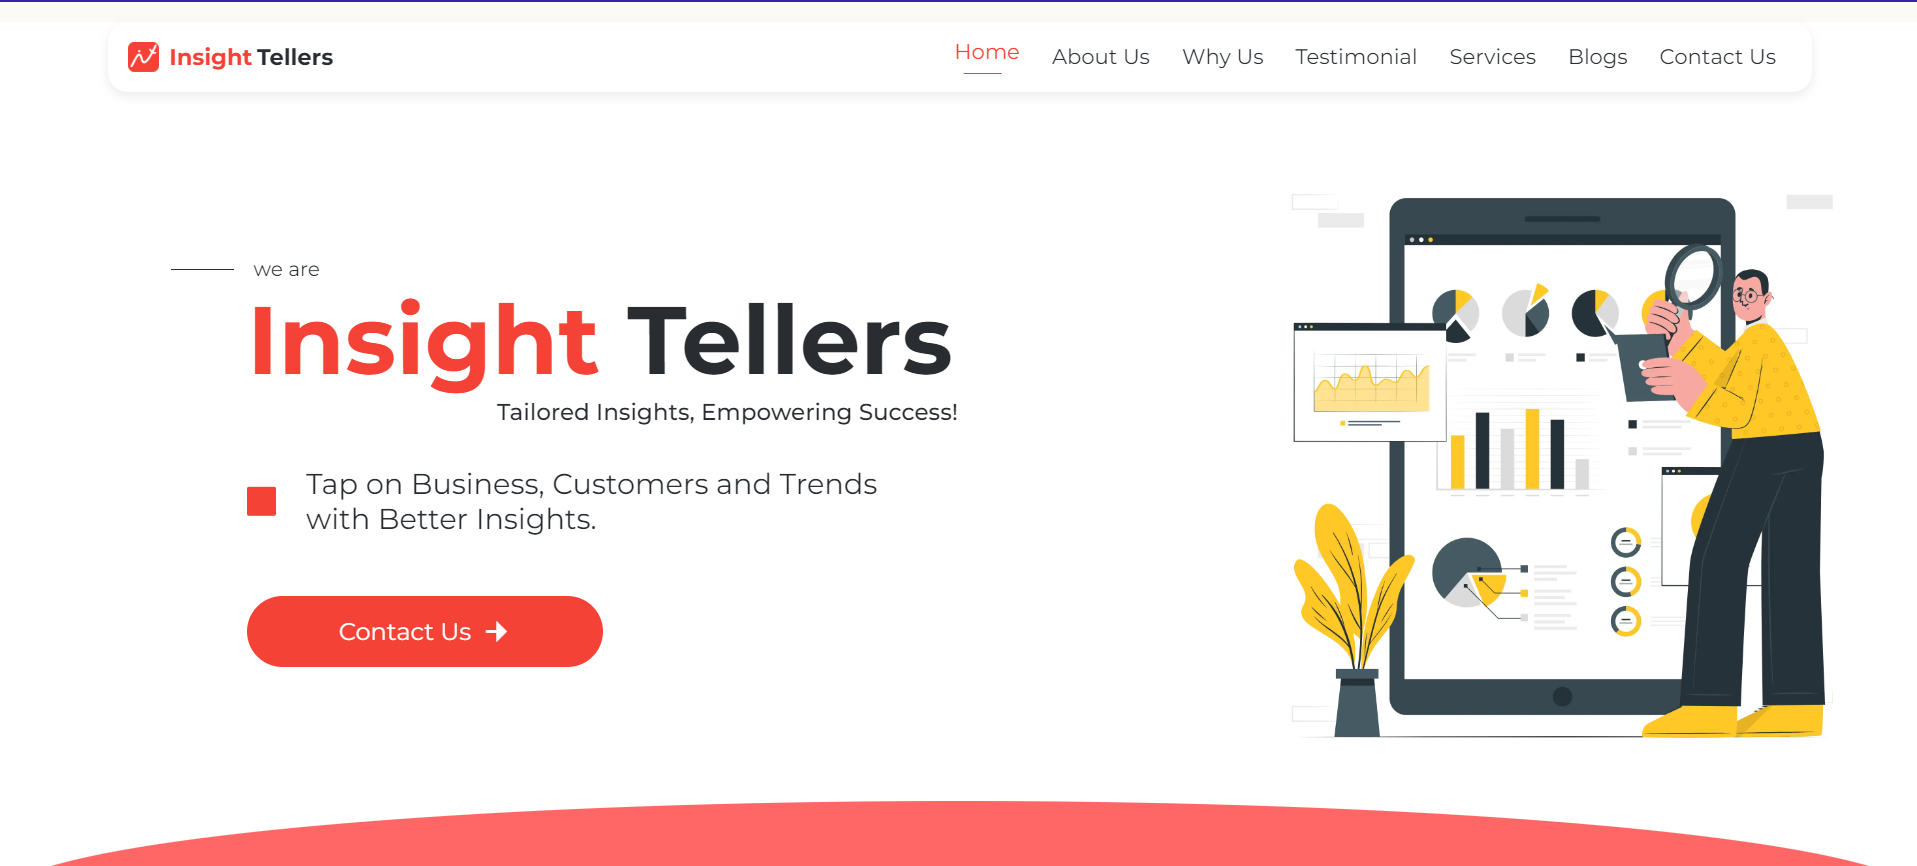 Insight Tellers
Home About Us Why Us Testimonial Services Blogs Contact Us
we are
Insight Tellers
Tailored Insights, Empowering Success!
Tap on Business, Customers and Trends
with Better Insights.
Contact Us